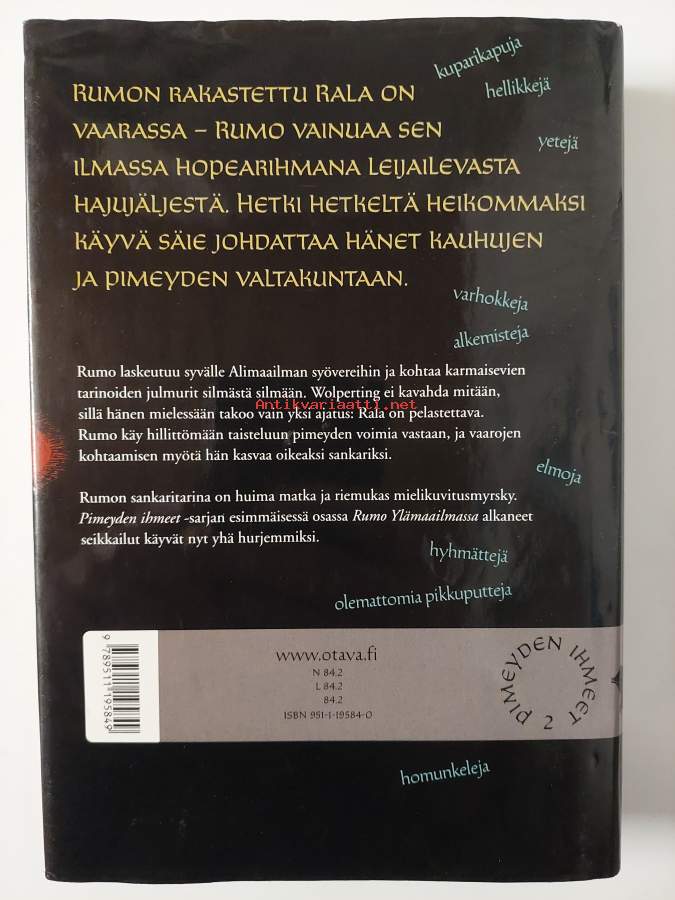 kuparikapuja
hellikkejä
RUMON RAKASTETTU RALA ON
VAARASSA – RUMO VAINUAA SEN
yetejä
ILMASSA HOPEARIHMANA LEIJAILEVASTA
HAJUJÄLJESTÄ. HETKI HETKELTÄ HEIKOMMAKSI
KÄYVÄ SÄIE JOHDATTAA HÄNET KAUHUJEN
JA PIMEYDEN VALTAKUNTAAN.
varhokkeja
alkemisteja
Rumo laskeutuu syvälle Alimaailman syövereihin ja kohtaa karmaisevien
tarinoiden julmurit silmästä silmään. Wolperting ei kavahda mitään,
Antikvariaatti.net
sillä hänen mielessään takoo vain yksi ajatus: Rala on pelastettava.
Rumo käy hillittömään taisteluun pimeyden voimia vastaan, ja vaarojen
kohtaamisen myötä hän kasvaa oikeaksi sankariksi.
elmoja
Rumon sankaritarina on huima matka ja riemukas mielikuvitusmyrsky.
Pimeyden ihmeet -sarjan esimmäisessä osassa Rumo Ylämaailmassa alkaneet
seikkailut käyvät nyt yhä hurjemmiksi.
hyhmättejä
olemattomia pikkuputteja
www.otava.fi
N 84.2
L 84.2
84.2
ISBN 951-1-19584-0
9 789511 195849
PIMEYDEN IHMEET 2
homunkeleja